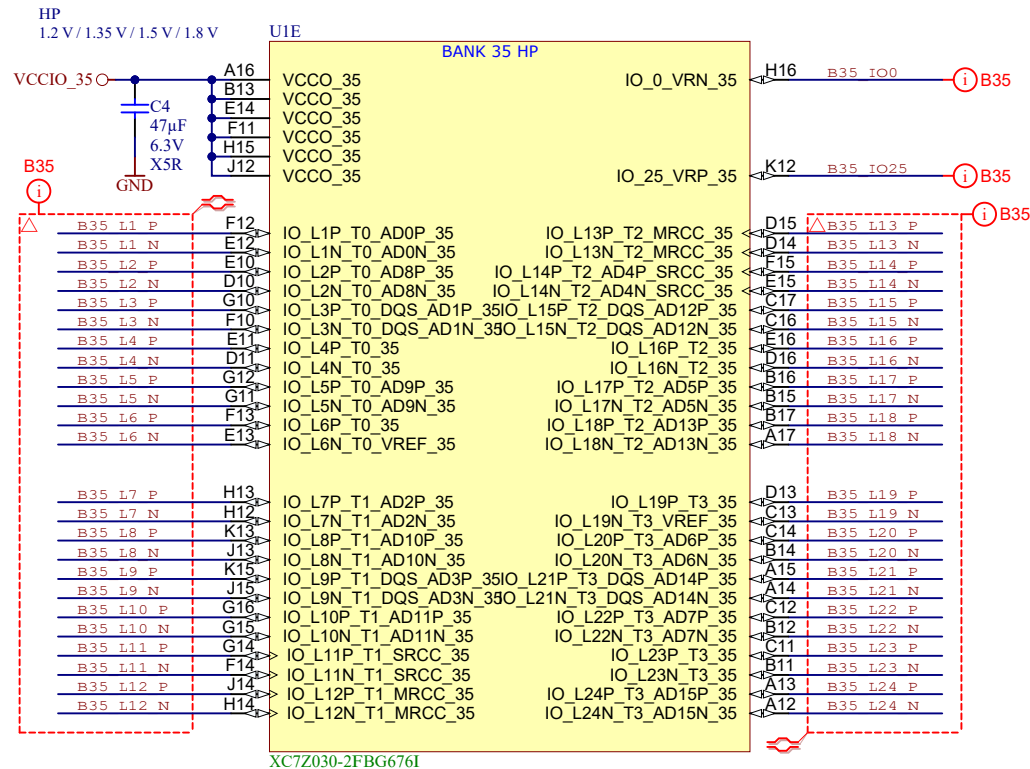 HP
1.2 V / 1.35 V / 1.5 V / 1.8 V
U1E
BANK 35 HP
VCCIO_35
A16 VCCO_35
B13 VCCO_35
E14 VCCO_35
F11 VCCO_35
H15 VCCO_35
J12 VCCO_35
C4
47µF
6.3V
X5R
GND
IO_0_VRN_35 H16 B35_IO0 i B35
IO_25_VRP_35 K12 B35_IO25 i B35
B35
i
i B35
B35_L1_P F12 IO_L1P_T0_AD0P_35
B35_L1_N E12 IO_L1N_T0_AD0N_35
B35_L2_P E10 IO_L2P_T0_AD8P_35
B35_L2_N D10 IO_L2N_T0_AD8N_35
B35_L3_P G10 IO_L3P_T0_DQS_AD1P_35
B35_L3_N F10 IO_L3N_T0_DQS_AD1N_35
B35_L4_P E11 IO_L4P_T0_35
B35_L4_N D11 IO_L4N_T0_35
B35_L5_P G12 IO_L5P_T0_AD9P_35
B35_L5_N G11 IO_L5N_T0_AD9N_35
B35_L6_P F13 IO_L6P_T0_35
B35_L6_N E13 IO_L6N_T0_VREF_35
B35_L7_P H13 IO_L7P_T1_AD2P_35
B35_L7_N H12 IO_L7N_T1_AD2N_35
B35_L8_P K13 IO_L8P_T1_AD10P_35
B35_L8_N J13 IO_L8N_T1_AD10N_35
B35_L9_P K15 IO_L9P_T1_DQS_AD3P_35
B35_L9_N J15 IO_L9N_T1_DQS_AD3N_35
B35_L10_P G16 IO_L10P_T1_AD11P_35
B35_L10_N G15 IO_L10N_T1_AD11N_35
B35_L11_P G14 IO_L11P_T1_SRCC_35
B35_L11_N F14 IO_L11N_T1_SRCC_35
B35_L12_P J14 IO_L12P_T1_MRCC_35
B35_L12_N H14 IO_L12N_T1_MRCC_35
IO_L13P_T2_MRCC_35 D15 B35_L13_P
IO_L13N_T2_MRCC_35 D14 B35_L13_N
IO_L14P_T2_AD4P_SRCC_35 F15 B35_L14_P
IO_L14N_T2_AD4N_SRCC_35 E15 B35_L14_N
IO_L15P_T2_DQS_AD12P_35 C17 B35_L15_P
IO_L15N_T2_DQS_AD12N_35 C16 B35_L15_N
IO_L16P_T2_35 E16 B35_L16_P
IO_L16N_T2_35 D16 B35_L16_N
IO_L17P_T2_AD5P_35 B16 B35_L17_P
IO_L17N_T2_AD5N_35 B15 B35_L17_N
IO_L18P_T2_AD13P_35 B17 B35_L18_P
IO_L18N_T2_AD13N_35 A17 B35_L18_N
IO_L19P_T3_35 D13 B35_L19_P
IO_L19N_T3_VREF_35 C13 B35_L19_N
IO_L20P_T3_AD6P_35 C14 B35_L20_P
IO_L20N_T3_AD6N_35 B14 B35_L20_N
IO_L21P_T3_DQS_AD14P_35 A15 B35_L21_P
IO_L21N_T3_DQS_AD14N_35 A14 B35_L21_N
IO_L22P_T3_AD7P_35 C12 B35_L22_P
IO_L22N_T3_AD7N_35 B12 B35_L22_N
IO_L23P_T3_35 C11 B35_L23_P
IO_L23N_T3_35 B11 B35_L23_N
IO_L24P_T3_AD15P_35 A13 B35_L24_P
IO_L24N_T3_AD15N_35 A12 B35_L24_N
XC7Z030-2FBG676I